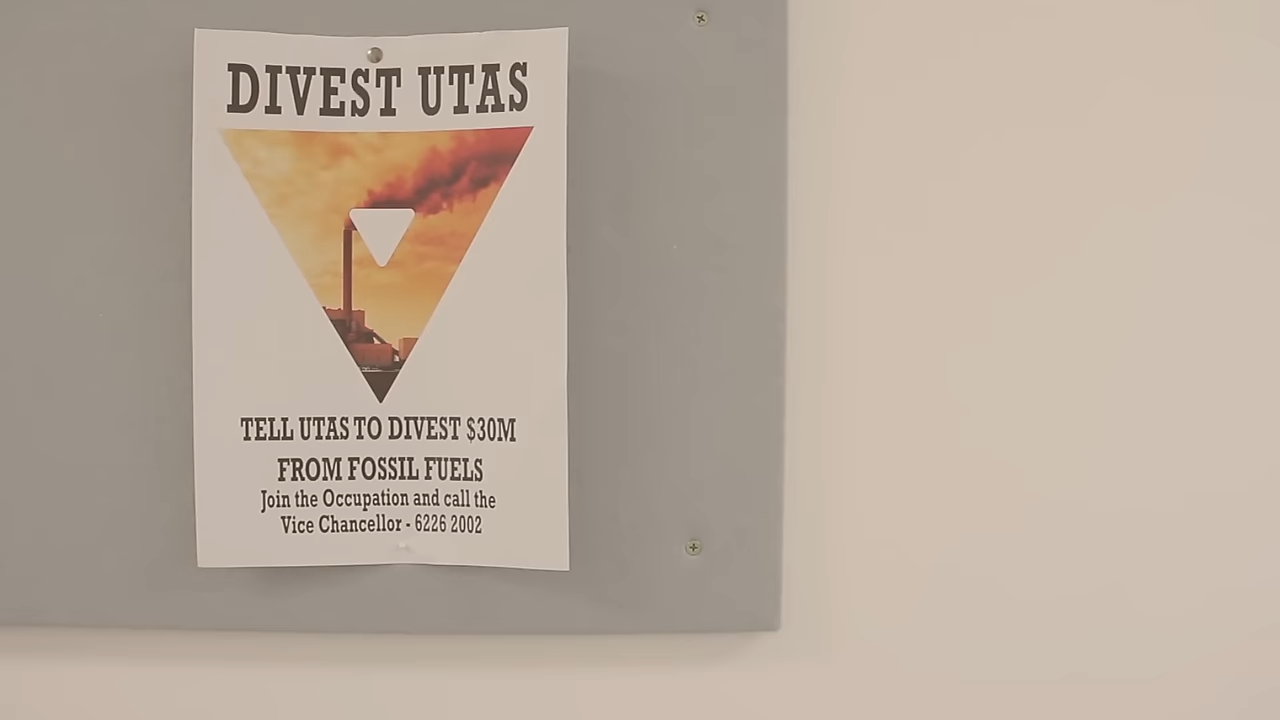 DIVEST UTAS
TELL UTAS TO DIVEST $30M
FROM FOSSIL FUELS
Join the Occupation and call the
Vice Chancellor - 6226 2002